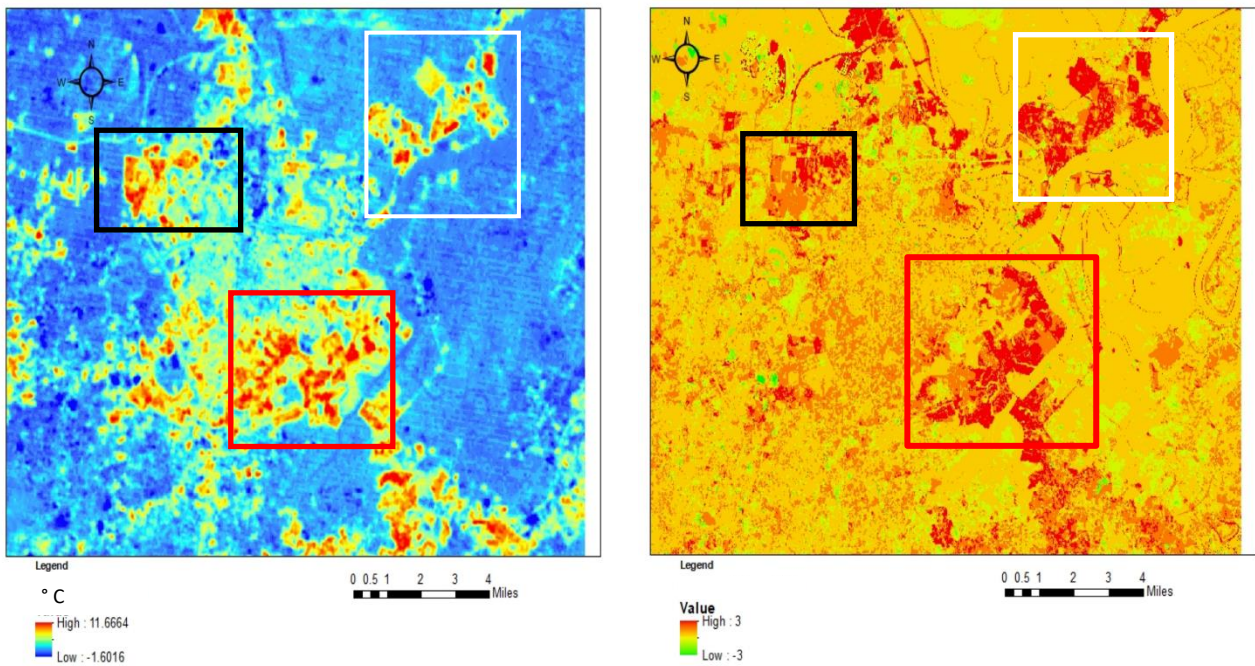 N
W E
S
Legend
° C
High : 11.6664
Low : -1.6016
0 0.5 1 2 3 4
Miles
N
W E
S
Legend
Value
High : 3
Low : -3
0 0.5 1 2 3 4
Miles